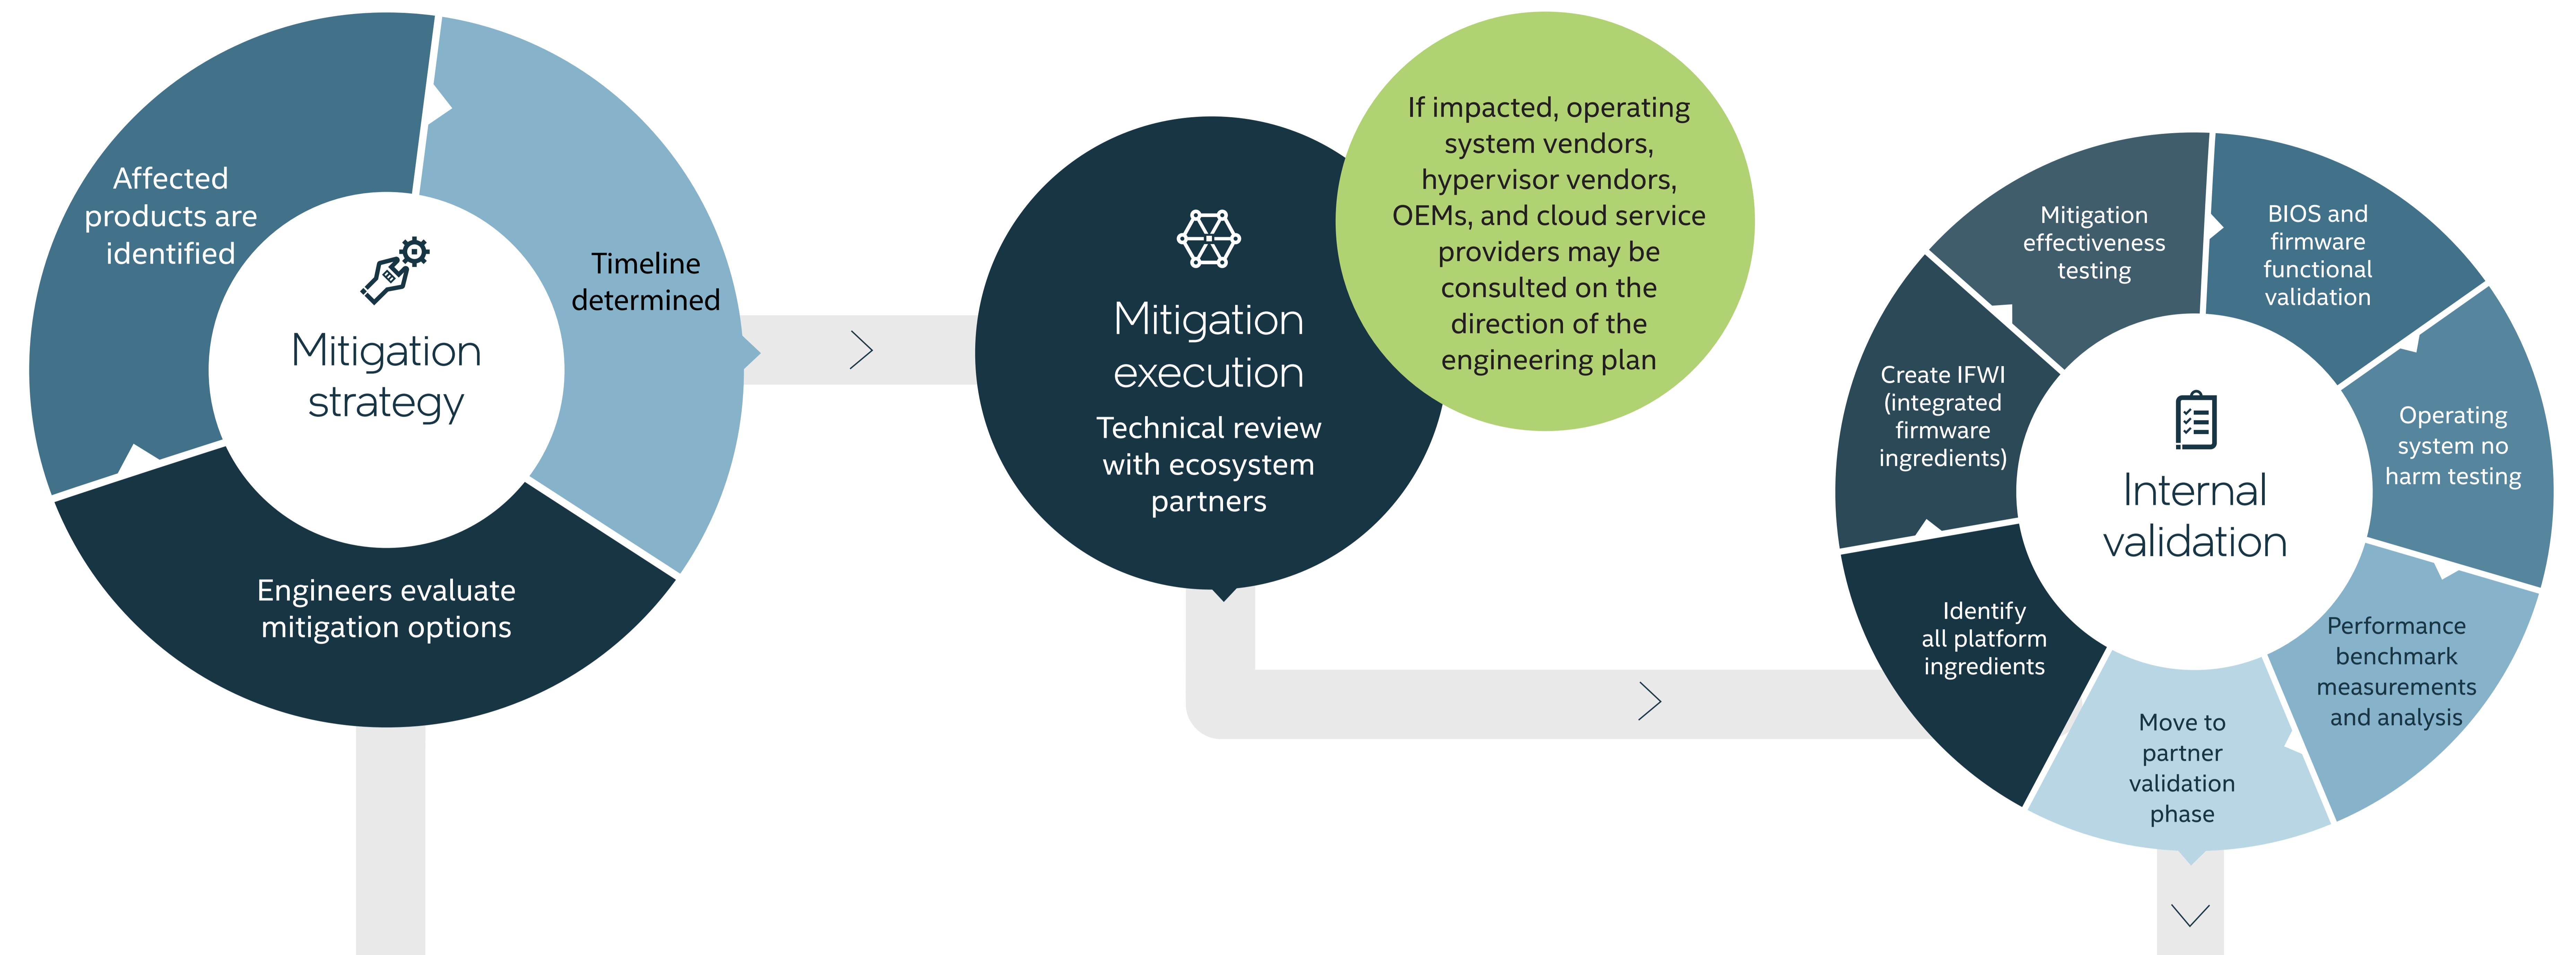 Mitigation
strategy
Engineers evaluate
mitigation options
Affected
products are
identified
Timeline
determined
Mitigation
execution
Technical review
with ecosystem
partners
If impacted, operating
system vendors,
hypervisor vendors,
OEMs, and cloud service
providers may be
consulted on the
direction of the
engineering plan
Internal
validation
Identify
all platform
ingredients
Create IFWI
(integrated
firmware
ingredients)
Mitigation
effectiveness
testing
BIOS and
firmware
functional
validation
Operating
system no
harm testing
Performance
benchmark
measurements
and analysis
Move to
partner
validation
phase